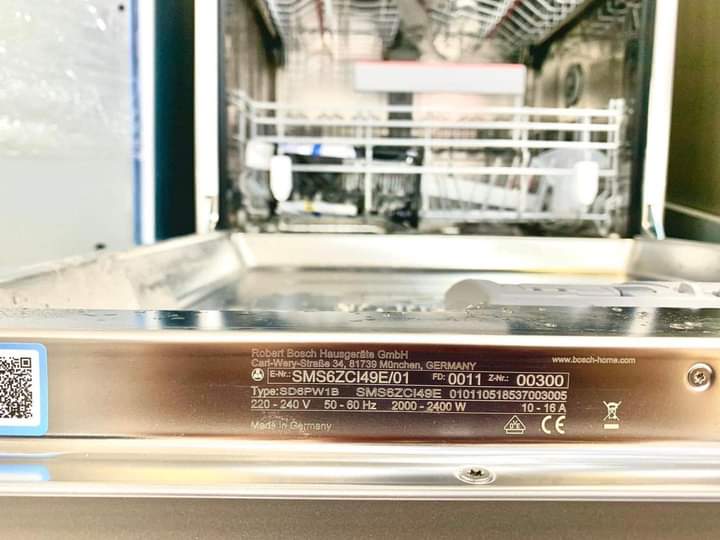 Robert Bosch Hausgeräte GmbH
Carl-Wery-Straße 34, 81739 München, GERMANY
www.bosch-home.com
E-Nr.: SMS6ZCI49E/01 FD: 0011 Z-Nr.: 00300
Type: SD6PW1B SMS6ZCI49E 010110518537003005
220 - 240 V 50 - 60 Hz 2000 - 2400 W 10 - 16 A
Made in Germany
CE